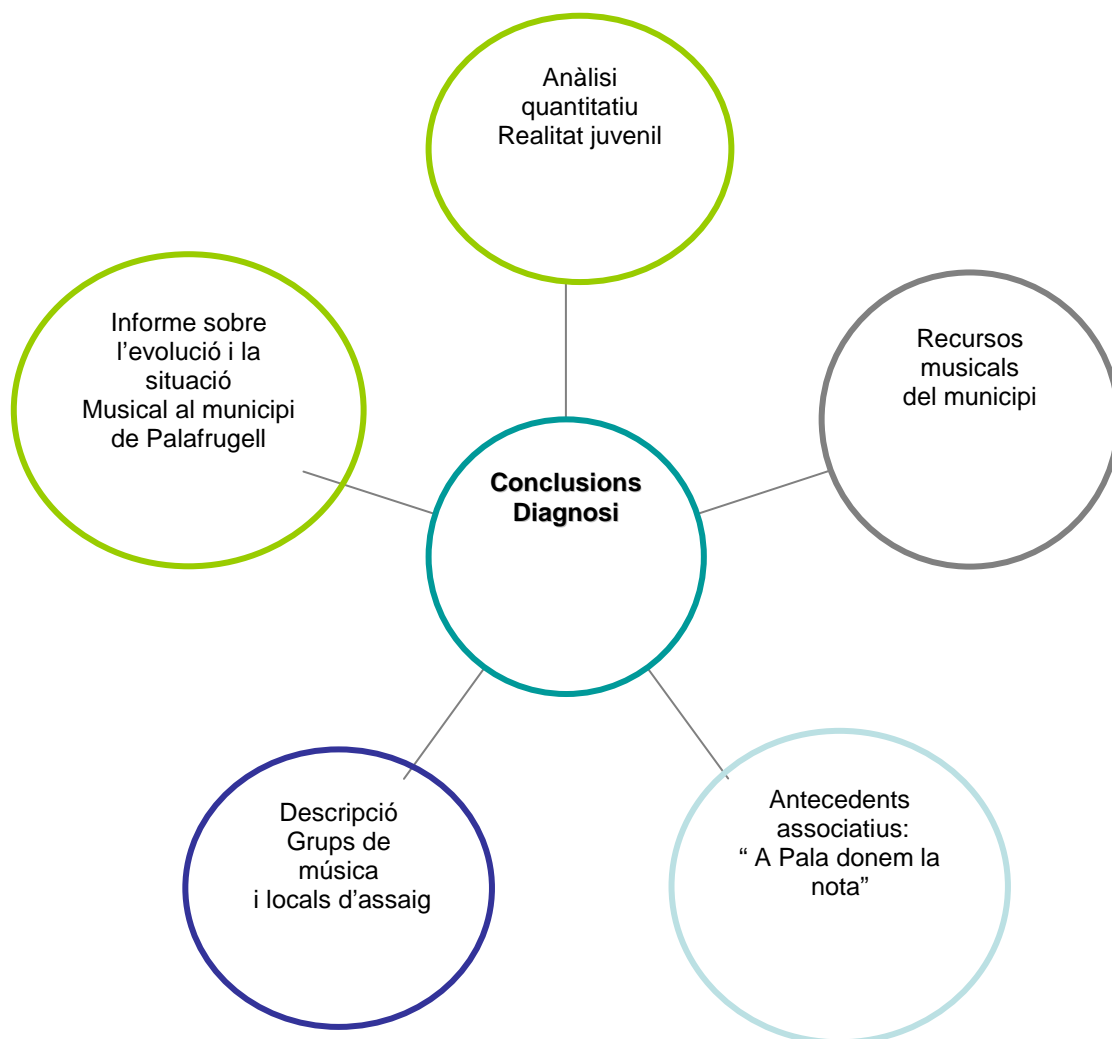 Anàlisi
quantitatiu
Realitat juvenil
Informe sobre
l’evolució i la
situació
Musical al municipi
de Palafrugell
Recursos
musicals
del municipi
Conclusions
Diagnosi
Descripció
Grups de
música
i locals d’assaig
Antecedents
associatius:
“ A Pala donem la
nota”